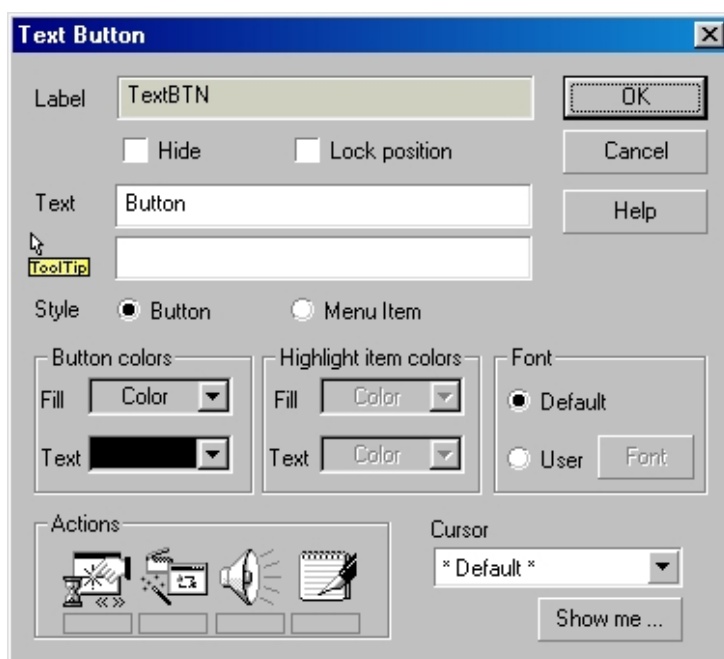 Text Button
Label TextBTN OK
Hide Lock position Cancel
Text Button Help
ToolTip
Style Button Menu Item
Button colors Highlight item colors Font
Fill Color Fill Color Default
Text Text Color User Font
Actions Cursor
* Default *
Show me ...